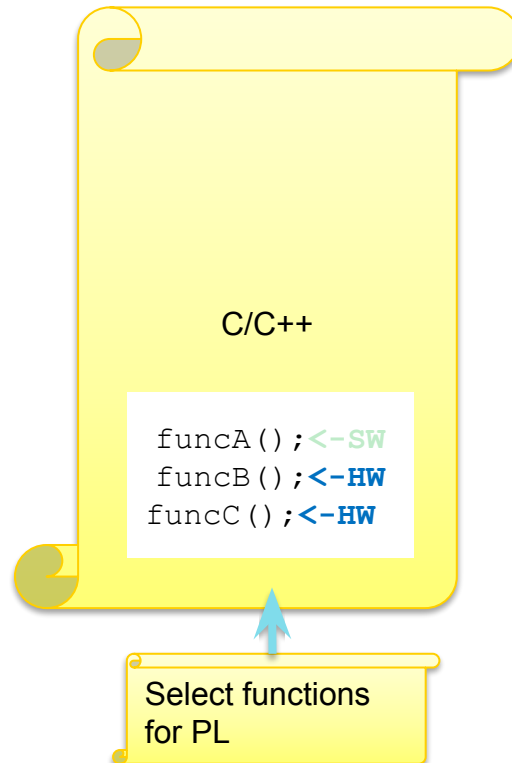 C/C++
funcA();<-SW
funcB();<-HW
funcC();<-HW
Select functions
for PL